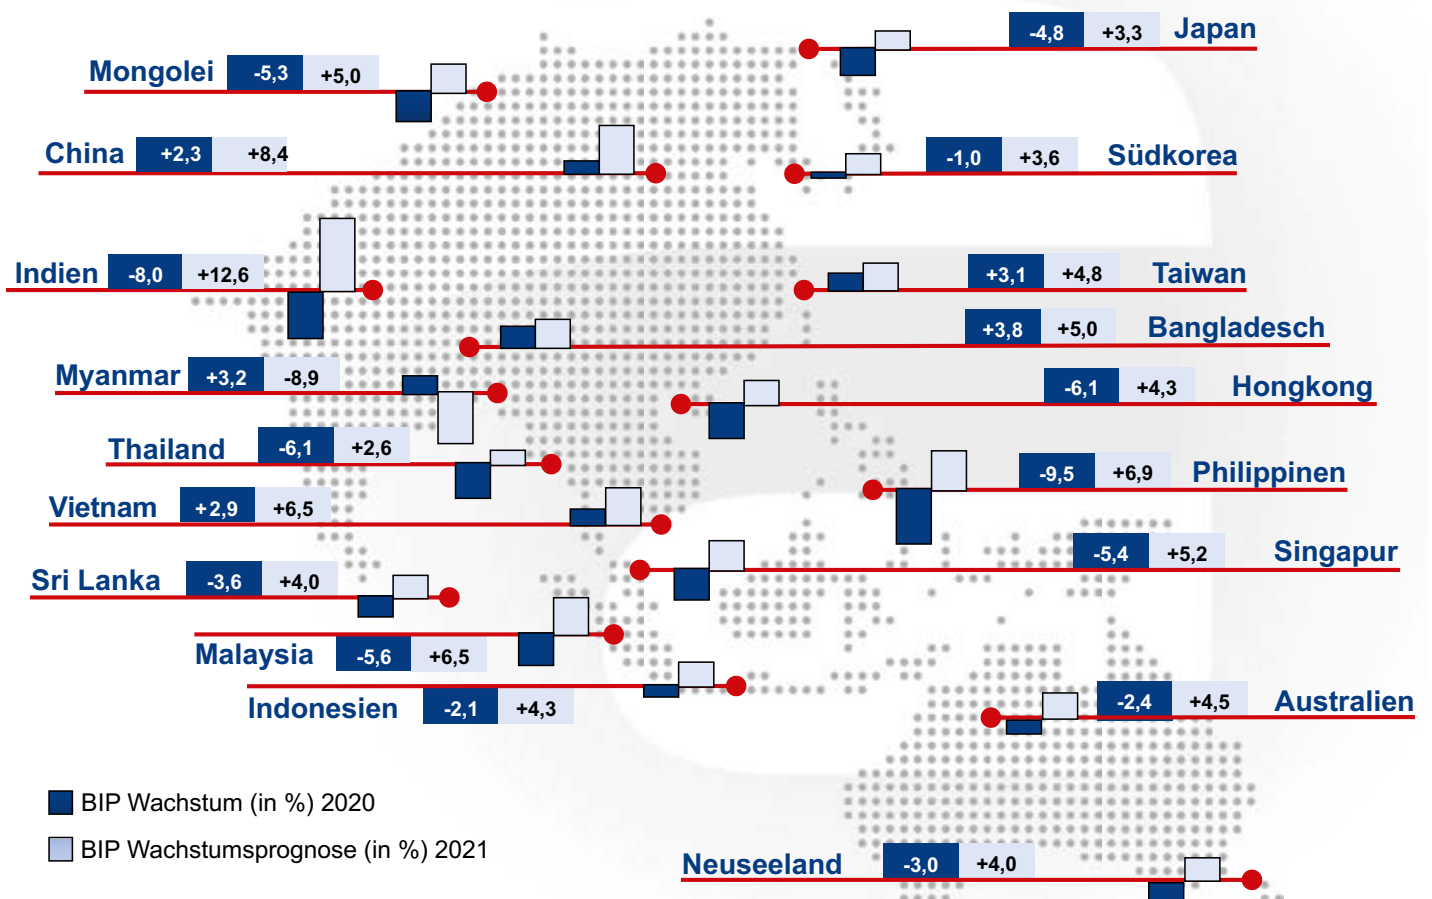 -4,8 +3,3 Japan
Mongolei -5,3 +5,0
China +2,3 +8,4
-1,0 +3,6 Südkorea
Indien -8,0 +12,6
+3,1 +4,8 Taiwan
+3,8 +5,0 Bangladesch
Myanmar +3,2 -8,9
-6,1 +4,3 Hongkong
Thailand -6,1 +2,6
-9,5 +6,9 Philippinen
Vietnam +2,9 +6,5
-5,4 +5,2 Singapur
Sri Lanka -3,6 +4,0
Malaysia -5,6 +6,5
Indonesien -2,1 +4,3
-2,4 +4,5 Australien
BIP Wachstum (in %) 2020
BIP Wachstumsprognose (in %) 2021
Neuseeland -3,0 +4,0